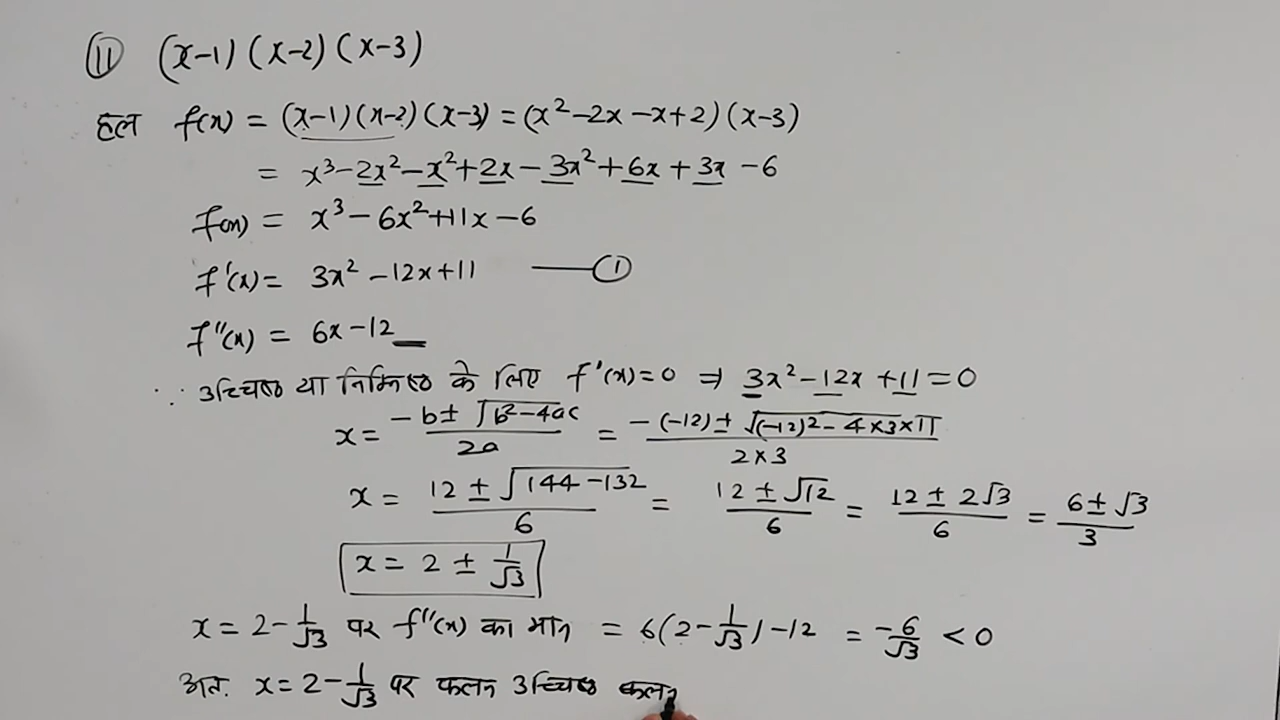 ⑪ (x-1)(x-2)(x-3)
हल f(x) = (x-1)(x-2)(x-3) = (x²-2x-x+2)(x-3)
= x³-2x²-x²+2x-3x²+6x+3x-6
f(x) = x³-6x²+11x-6
f'(x) = 3x²-12x+11 —①
f''(x) = 6x-12
∵ उच्चिष्ठ या निम्निष्ठ के लिए f'(x)=0 ⇒ 3x²-12x+11=0
x = (-b±√(b²-4ac))/2a = (-(-12)±√((-12)²-4×3×11))/(2×3)
x = (12±√(144-132))/6 = (12±√12)/6 = (12±2√3)/6 = (6±√3)/3
x = 2 ± 1/√3
x = 2-1/√3 पर f''(x) का मान = 6(2-1/√3)-12 = -6/√3 < 0
अतः x = 2-1/√3 पर फलन उच्चिष्ठ फलन